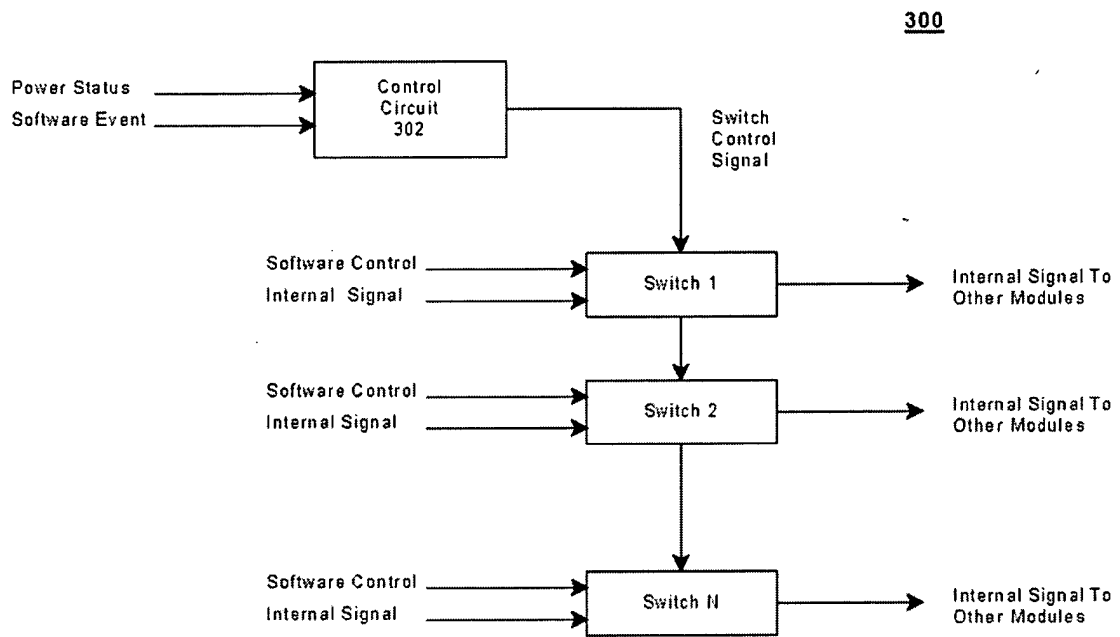 300
Power Status
Software Event
Control
Circuit
302
Switch
Control
Signal
Software Control
Internal Signal
Switch 1
Internal Signal To
Other Modules
Software Control
Internal Signal
Switch 2
Internal Signal To
Other Modules
Software Control
Internal Signal
Switch N
Internal Signal To
Other Modules